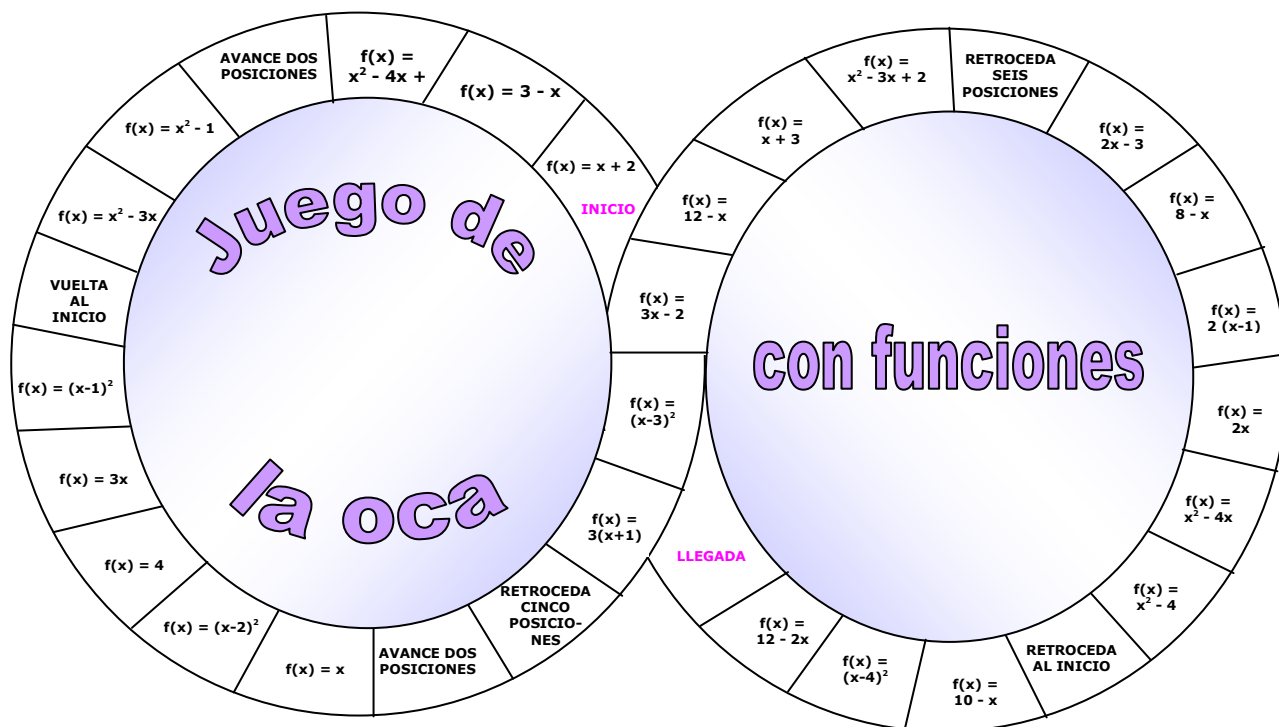 INICIO
f(x) = x + 2
f(x) = 3 - x
f(x) =
x² - 4x +
AVANCE DOS
POSICIONES
f(x) = x² - 1
f(x) = x² - 3x
VUELTA
AL
INICIO
f(x) = (x-1)²
f(x) = 3x
f(x) = 4
f(x) = (x-2)²
f(x) = x
AVANCE DOS
POSICIONES
RETROCEDA
CINCO
POSICIO-
NES
f(x) =
3(x+1)
f(x) =
(x-3)²
f(x) =
3x - 2
f(x) =
12 - x
f(x) =
x + 3
f(x) =
x² - 3x + 2
RETROCEDA
SEIS
POSICIONES
f(x) =
2x - 3
f(x) =
8 - x
f(x) =
2 (x-1)
f(x) =
2x
f(x) =
x² - 4x
f(x) =
x² - 4
RETROCEDA
AL INICIO
f(x) =
10 - x
f(x) =
(x-4)²
f(x) =
12 - 2x
LLEGADA
Juego de
la oca
con funciones